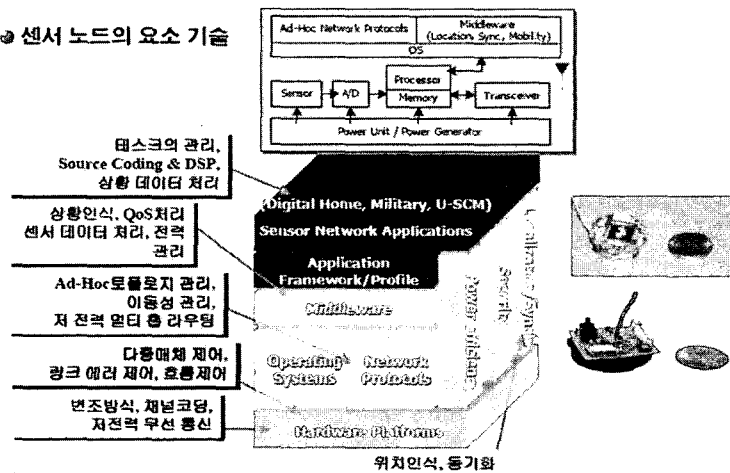 센서 노드의 요소 기술
Ad-Hoc Network Protocols
Middleware
(Location, Sync, Mobility)
OS
Sensor
A/D
Processor
Memory
Transceiver
Power Unit / Power Generator
태스크의 관리,
Source Coding & DSP,
상황 데이터 처리
상황인식, QoS처리
센서 데이터 처리, 전력
관리
Ad-Hoc토폴로지 관리,
이동성 관리,
저 전력 멀티 홉 라우팅
다중매체 제어,
링크 에러 제어, 흐름제어
변조방식, 채널코딩,
저전력 무선 통신
(Digital Home, Military, U-SCM)
Sensor Network Applications
Application
Framework/Profile
Middleware
Operating
Systems
Network
Protocols
Hardware Platforms
Security
위치인식, 동기화